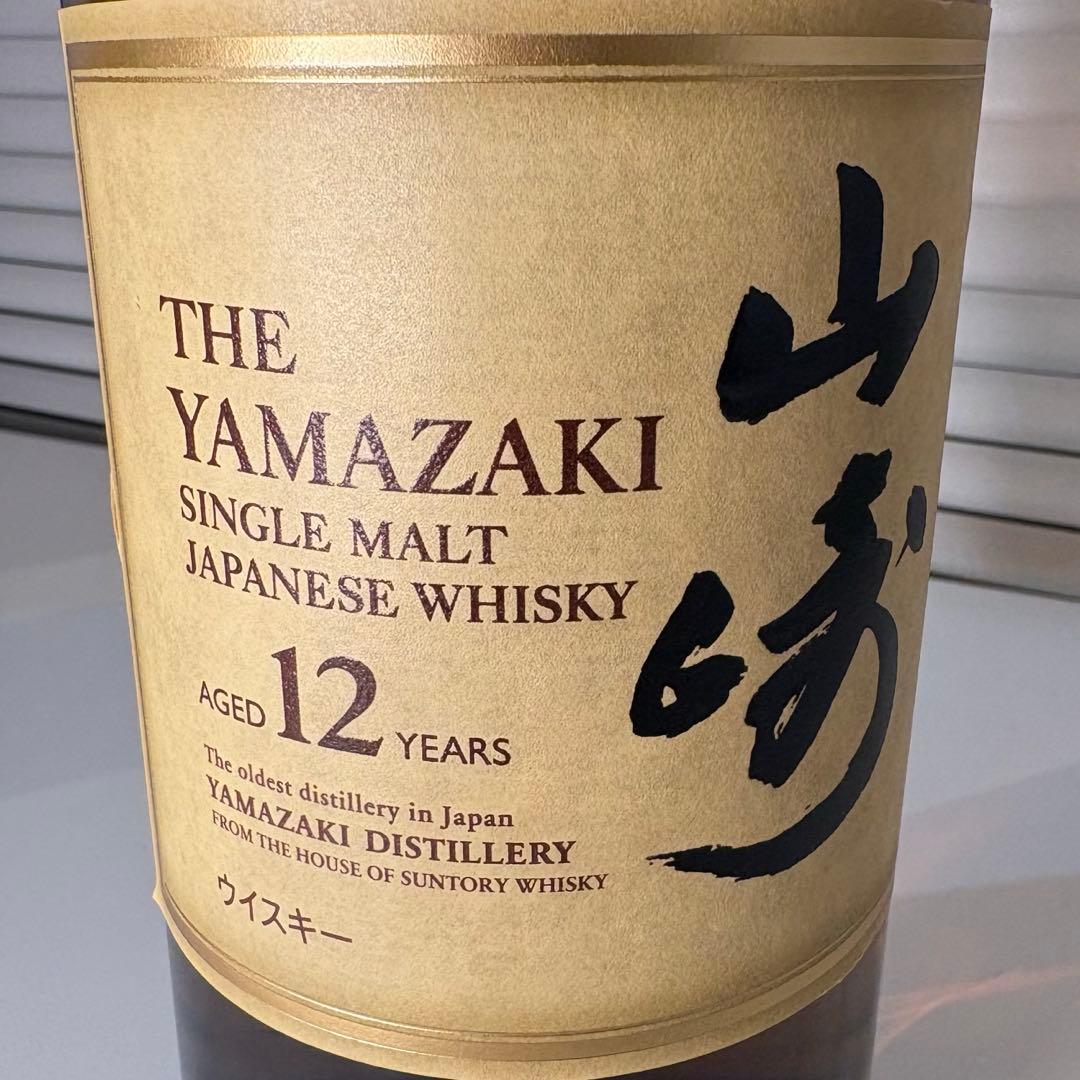 THE
YAMAZAKI
SINGLE MALT
JAPANESE WHISKY
AGED 12 YEARS
The oldest distillery in Japan
YAMAZAKI DISTILLERY
FROM THE HOUSE OF SUNTORY WHISKY
ウイスキー
山崎